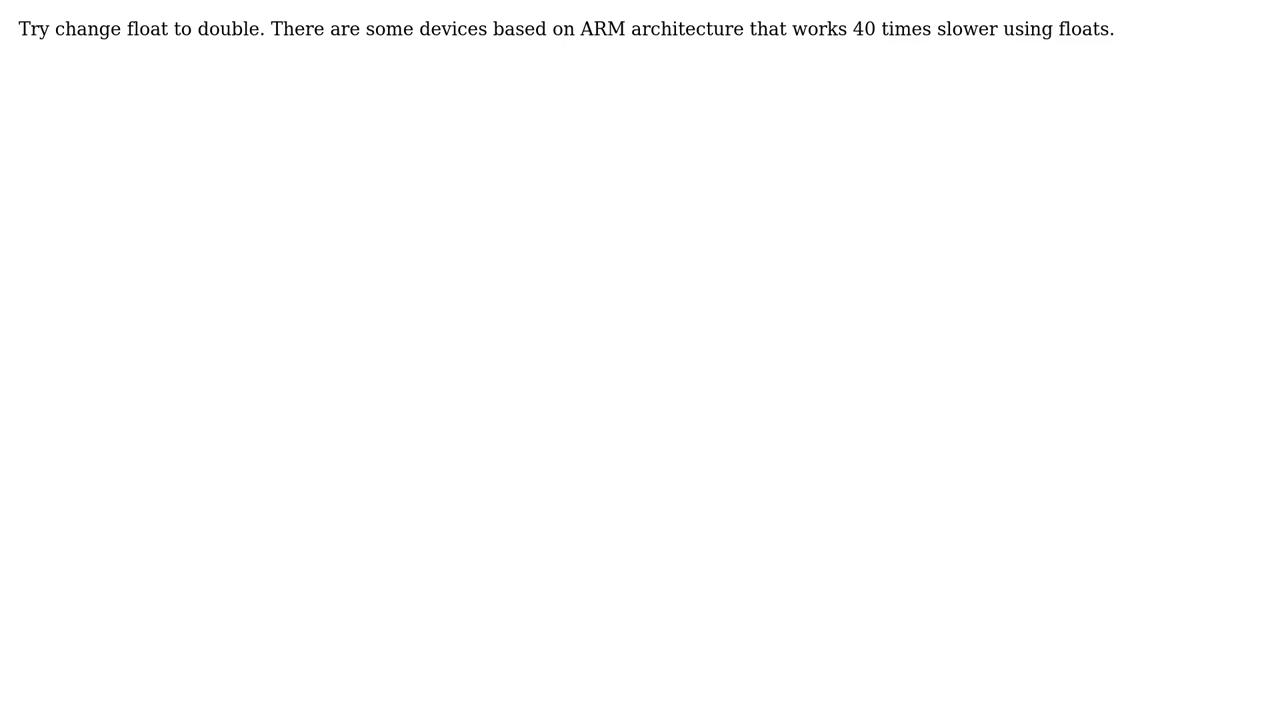 Try change float to double. There are some devices based on ARM architecture that works 40 times slower using floats.